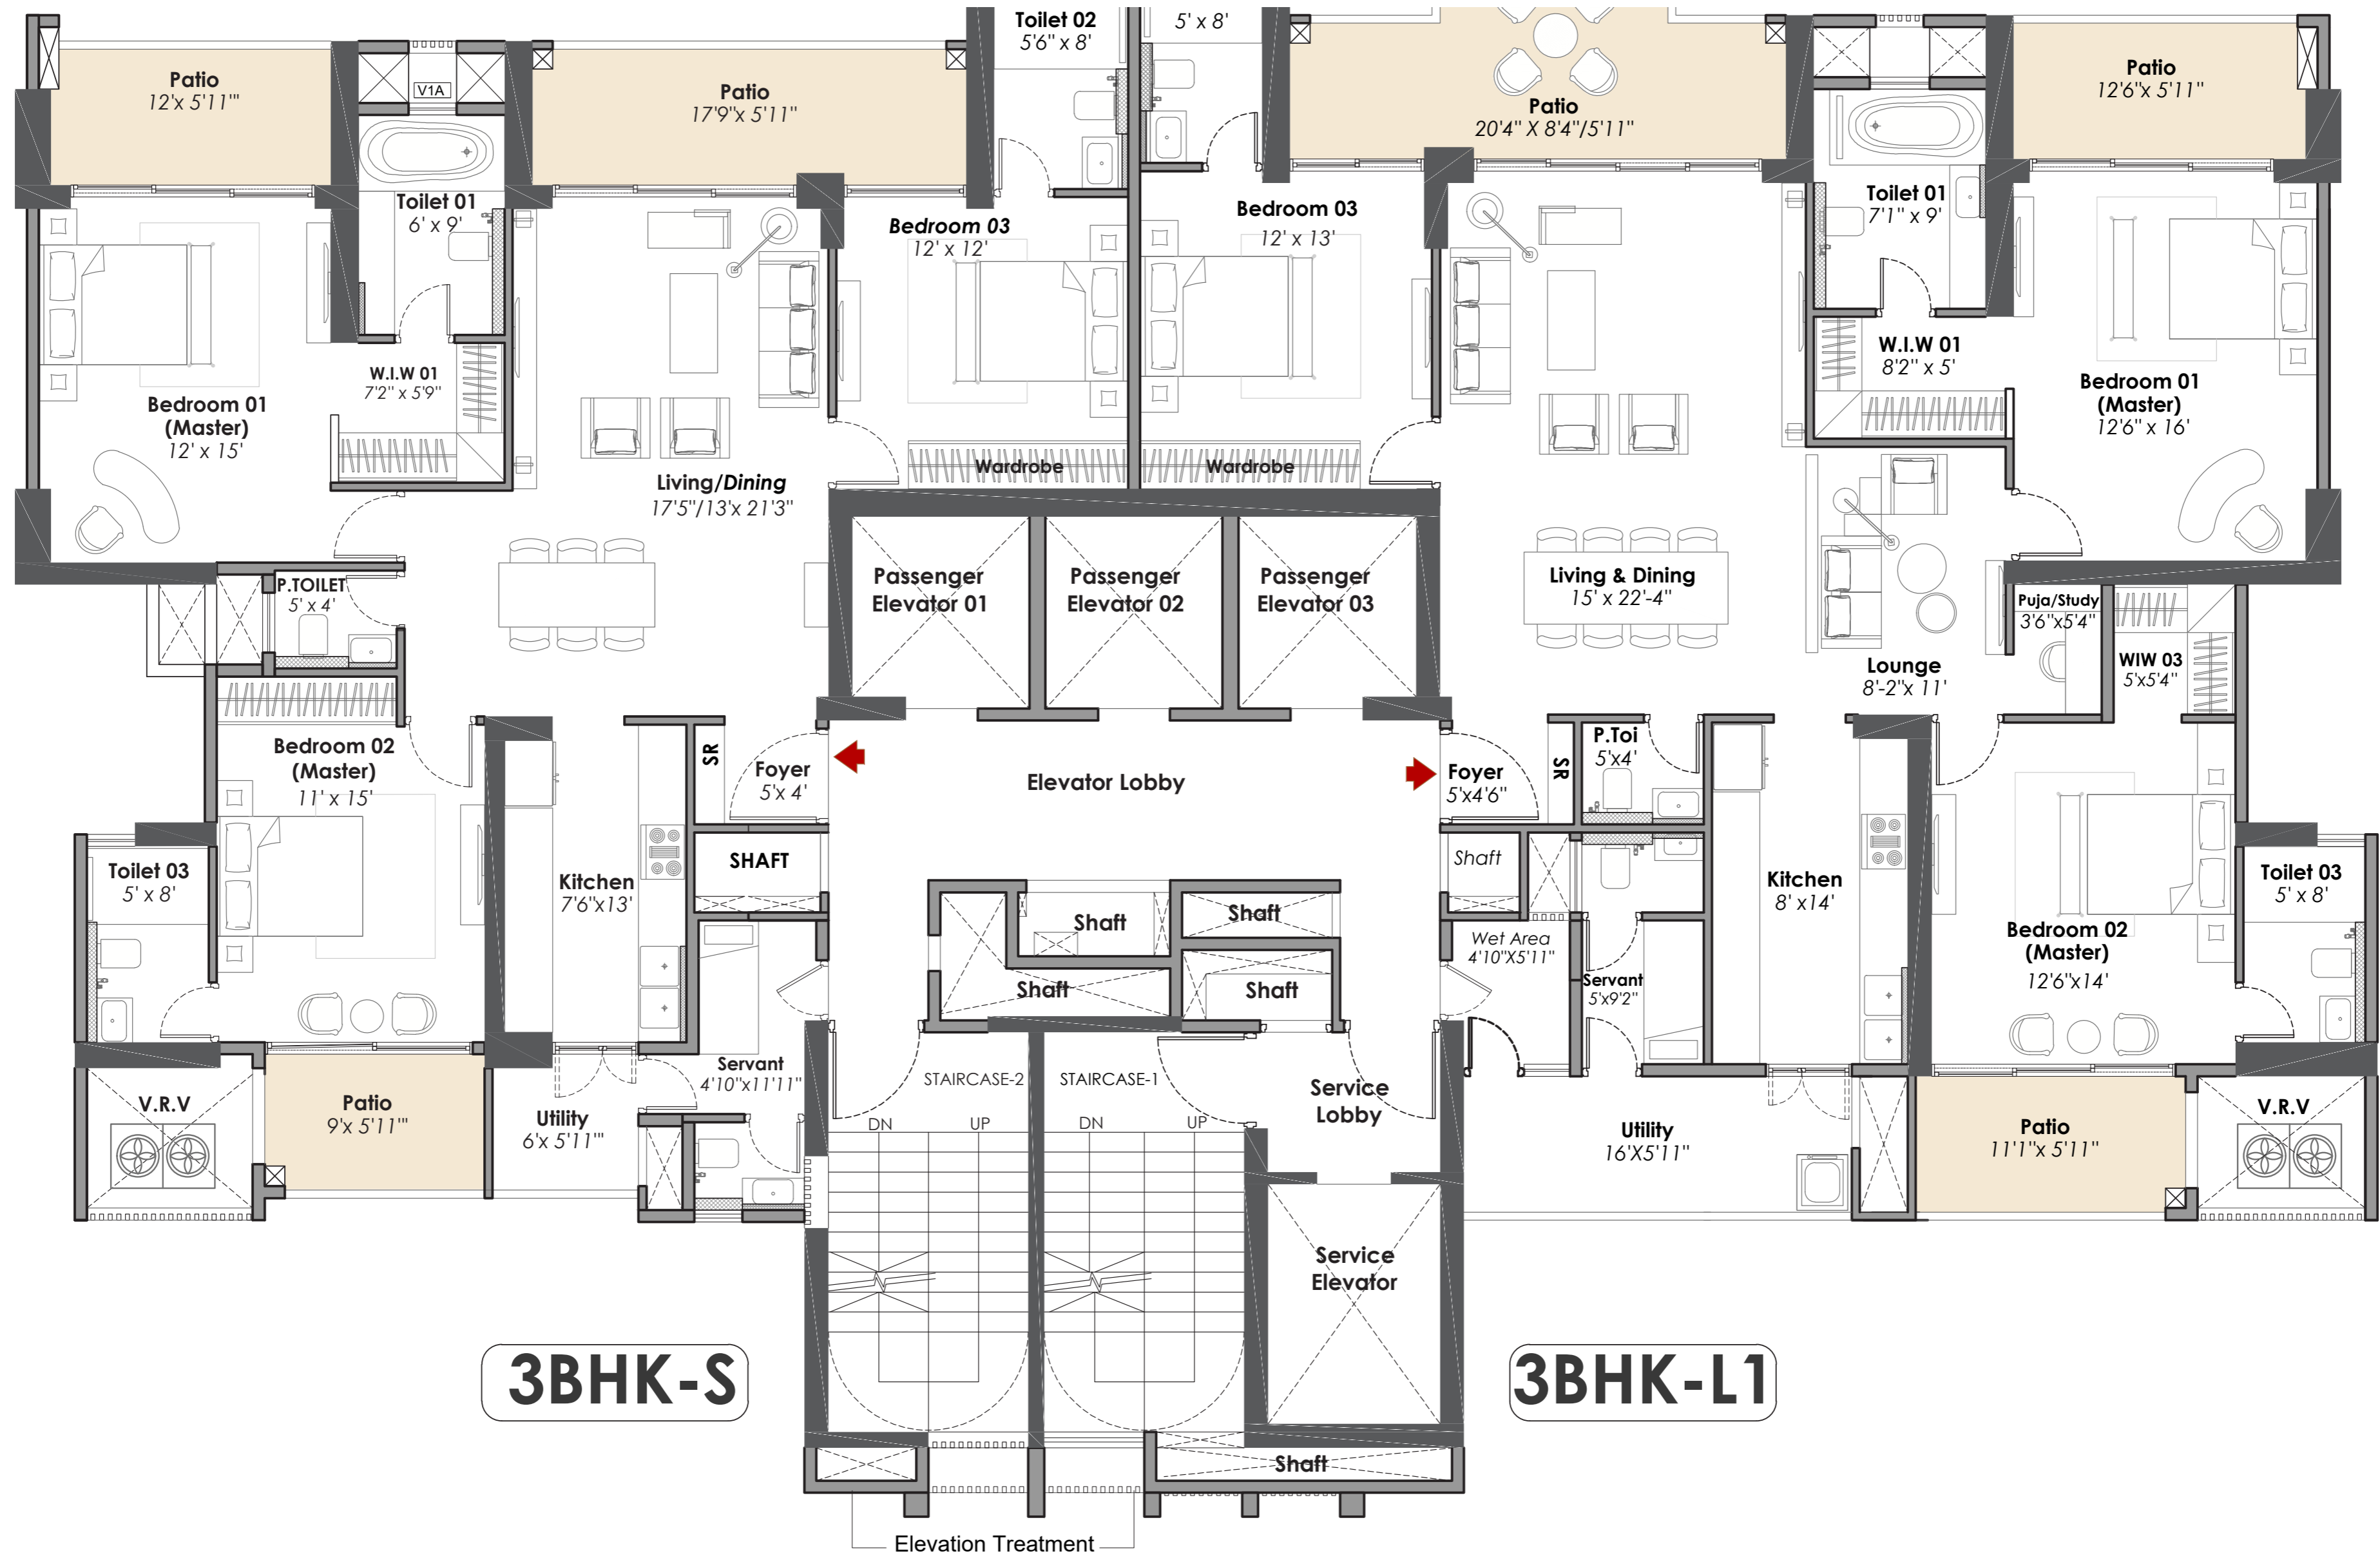 Toilet 02
5'6" x 8'
5' x 8'
Patio
12'x 5'11'"
V1A
Patio
17'9"x 5'11"
Patio
20'4" X 8'4"/5'11"
Patio
12'6"x 5'11"
Toilet 01
6' x 9'
Bedroom 03
12' x 12'
Bedroom 03
12' x 13'
Toilet 01
7'1" x 9'
W.I.W 01
7'2" x 5'9"
W.I.W 01
8'2" x 5'
Bedroom 01
(Master)
12' x 15'
Bedroom 01
(Master)
12'6" x 16'
Living/Dining
17'5"/13'x 21'3"
Wardrobe
Wardrobe
P.TOILET
5' x 4'
Passenger
Elevator 01
Passenger
Elevator 02
Passenger
Elevator 03
Living & Dining
15' x 22'-4"
Puja/Study
3'6"x5'4"
Lounge
8'-2"x 11'
WIW 03
5'x5'4"
Bedroom 02
(Master)
11' x 15'
SR
Foyer
5'x 4'
Elevator Lobby
Foyer
5'x4'6"
SR
P.Toi
5'x4'
Toilet 03
5' x 8'
Kitchen
7'6"x13'
SHAFT
Shaft
Kitchen
8' x14'
Toilet 03
5' x 8'
Shaft
Shaft
Wet Area
4'10"X5'11"
Bedroom 02
(Master)
12'6"x14'
Shaft
Shaft
Servant
5'x9'2"
Servant
4'10"x11'11"
STAIRCASE-2
STAIRCASE-1
Service
Lobby
V.R.V
Patio
9'x 5'11'"
Utility
6'x 5'11'"
DN
UP
DN
UP
Utility
16'X5'11"
Patio
11'1"x 5'11"
V.R.V
Service
Elevator
3BHK-S
3BHK-L1
Shaft
Elevation Treatment